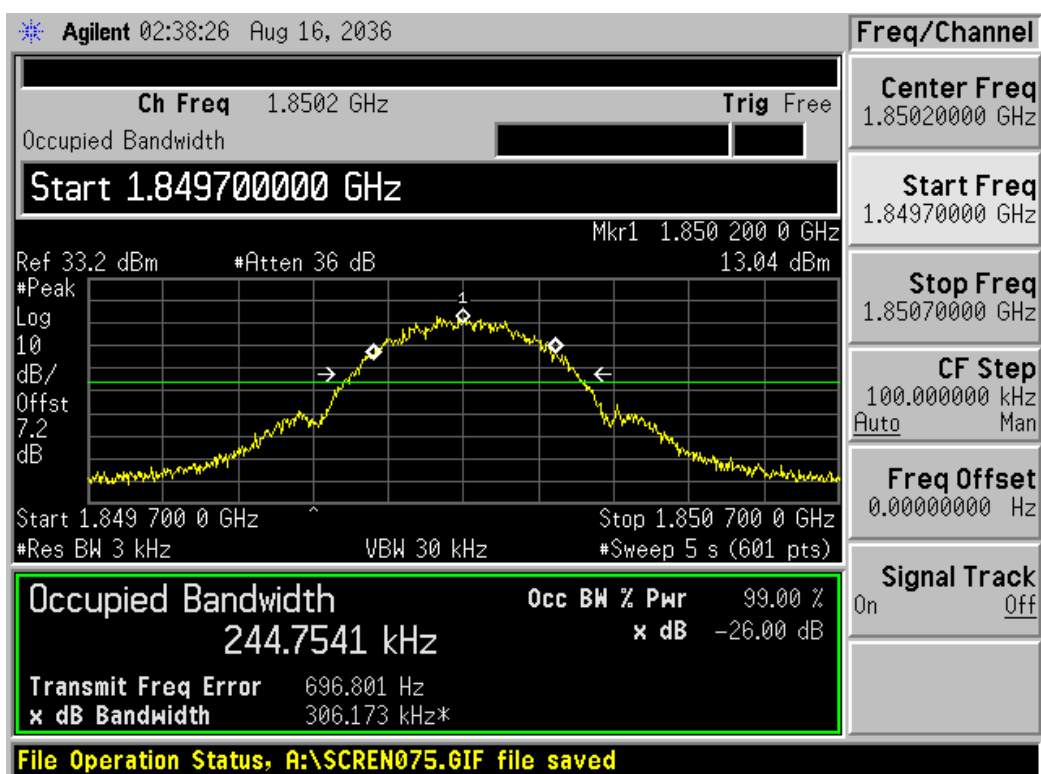 Agilent 02:38:26 Aug 16, 2036
Freq/Channel
Ch Freq 1.8502 GHz Trig Free
Occupied Bandwidth
Start 1.849700000 GHz
Mkr1 1.850 200 0 GHz
Ref 33.2 dBm #Atten 36 dB 13.04 dBm
#Peak
Log
10
dB/
Offst
7.2
dB
1
Start 1.849 700 0 GHz ^ Stop 1.850 700 0 GHz
#Res BW 3 kHz VBW 30 kHz #Sweep 5 s (601 pts)
Occupied Bandwidth Occ BW % Pwr 99.00 %
244.7541 kHz x dB -26.00 dB
Transmit Freq Error 696.801 Hz
x dB Bandwidth 306.173 kHz*
File Operation Status, A:\SCREN075.GIF file saved
Center Freq
1.85020000 GHz
Start Freq
1.84970000 GHz
Stop Freq
1.85070000 GHz
CF Step
100.000000 kHz
Auto Man
Freq Offset
0.00000000 Hz
Signal Track
On Off